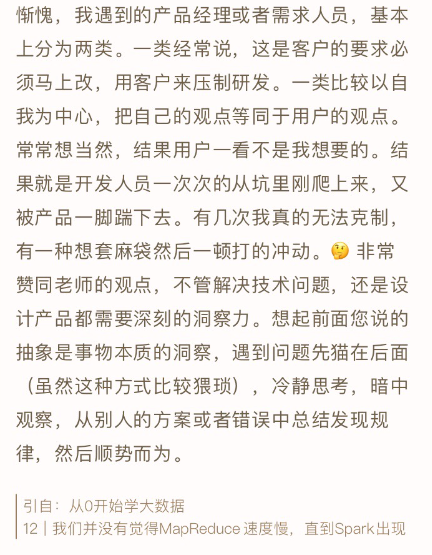 惭愧，我遇到的产品经理或者需求人员，基本
上分为两类。一类经常说，这是客户的要求必
须马上改，用客户来压制研发。一类比较以自
我为中心，把自己的观点等同于用户的观点。
常常想当然，结果用户一看不是我想要的。结
果就是开发人员一次次的从坑里刚爬上来，又
被产品一脚踹下去。有几次我真的无法克制，
有一种想套麻袋然后一顿打的冲动。🤔 非常
赞同老师的观点，不管解决技术问题，还是设
计产品都需要深刻的洞察力。想起前面您说的
抽象是事物本质的洞察，遇到问题先猫在后面
（虽然这种方式比较猥琐），冷静思考，暗中
观察，从别人的方案或者错误中总结发现规
律，然后顺势而为。
引自：从0开始学大数据
12 | 我们并没有觉得MapReduce 速度慢，直到Spark出现